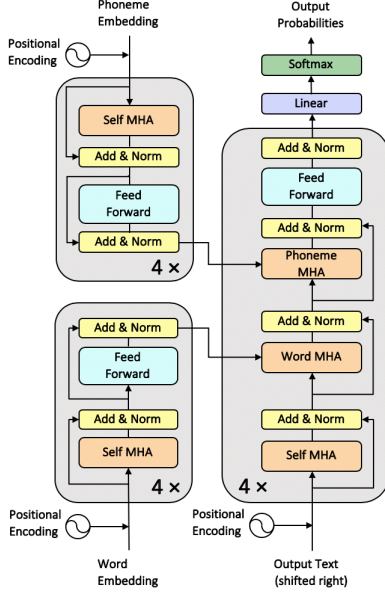 Phoneme
Embedding
Positional
Encoding
Self MHA
Add & Norm
Feed
Forward
Add & Norm
4 ×
Add & Norm
Feed
Forward
Add & Norm
Self MHA
4 ×
Positional
Encoding
Word
Embedding
Output
Probabilities
Softmax
Linear
Add & Norm
Feed
Forward
Add & Norm
Phoneme
MHA
Add & Norm
Word MHA
Add & Norm
Self MHA
4 ×
Positional
Encoding
Output Text
(shifted right)